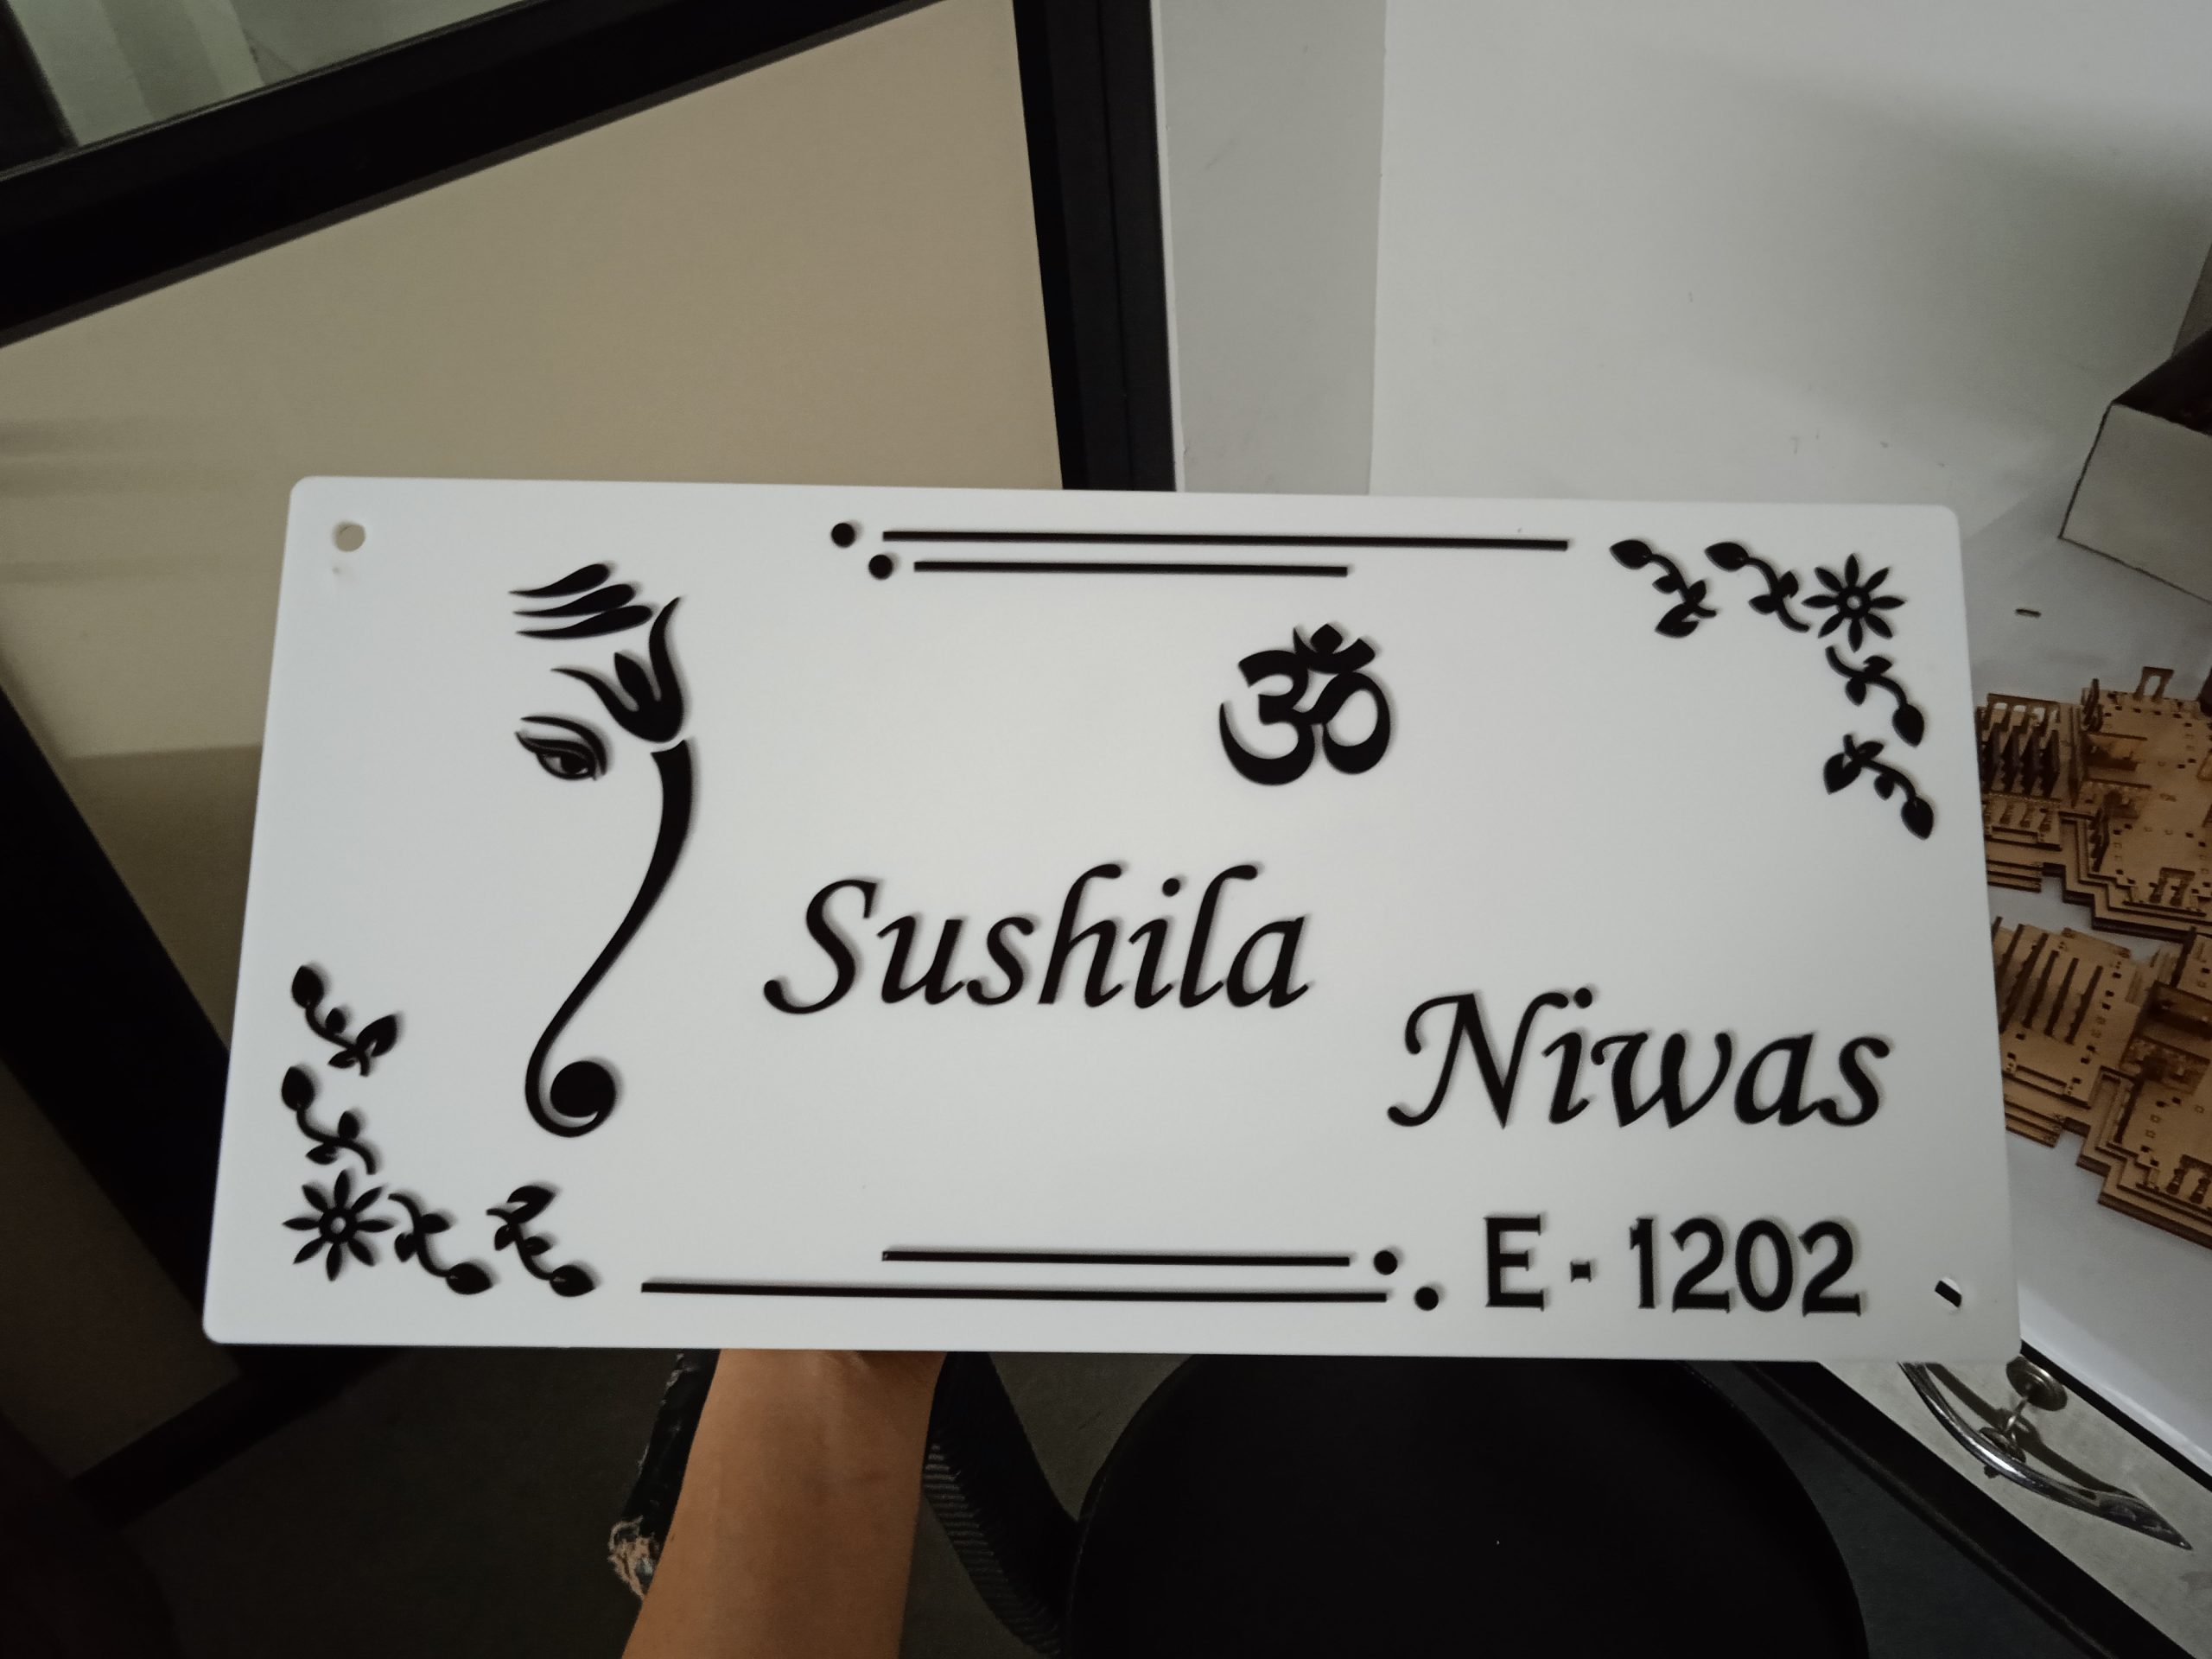 ॐ
Sushila
Niwas
E - 1202